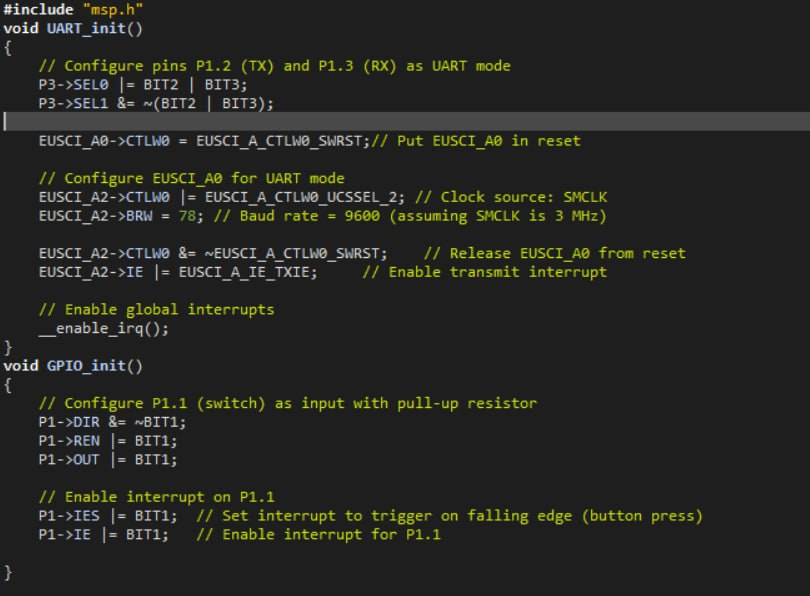 #include "msp.h"
void UART_init()
{
    // Configure pins P1.2 (TX) and P1.3 (RX) as UART mode
    P3->SEL0 |= BIT2 | BIT3;
    P3->SEL1 &= ~(BIT2 | BIT3);

    EUSCI_A0->CTLW0 = EUSCI_A_CTLW0_SWRST;// Put EUSCI_A0 in reset

    // Configure EUSCI_A0 for UART mode
    EUSCI_A2->CTLW0 |= EUSCI_A_CTLW0_UCSSEL_2; // Clock source: SMCLK
    EUSCI_A2->BRW = 78; // Baud rate = 9600 (assuming SMCLK is 3 MHz)

    EUSCI_A2->CTLW0 &= ~EUSCI_A_CTLW0_SWRST;    // Release EUSCI_A0 from reset
    EUSCI_A2->IE |= EUSCI_A_IE_TXIE;     // Enable transmit interrupt

    // Enable global interrupts
    __enable_irq();
}
void GPIO_init()
{
    // Configure P1.1 (switch) as input with pull-up resistor
    P1->DIR &= ~BIT1;
    P1->REN |= BIT1;
    P1->OUT |= BIT1;

    // Enable interrupt on P1.1
    P1->IES |= BIT1;  // Set interrupt to trigger on falling edge (button press)
    P1->IE |= BIT1;   // Enable interrupt for P1.1

}